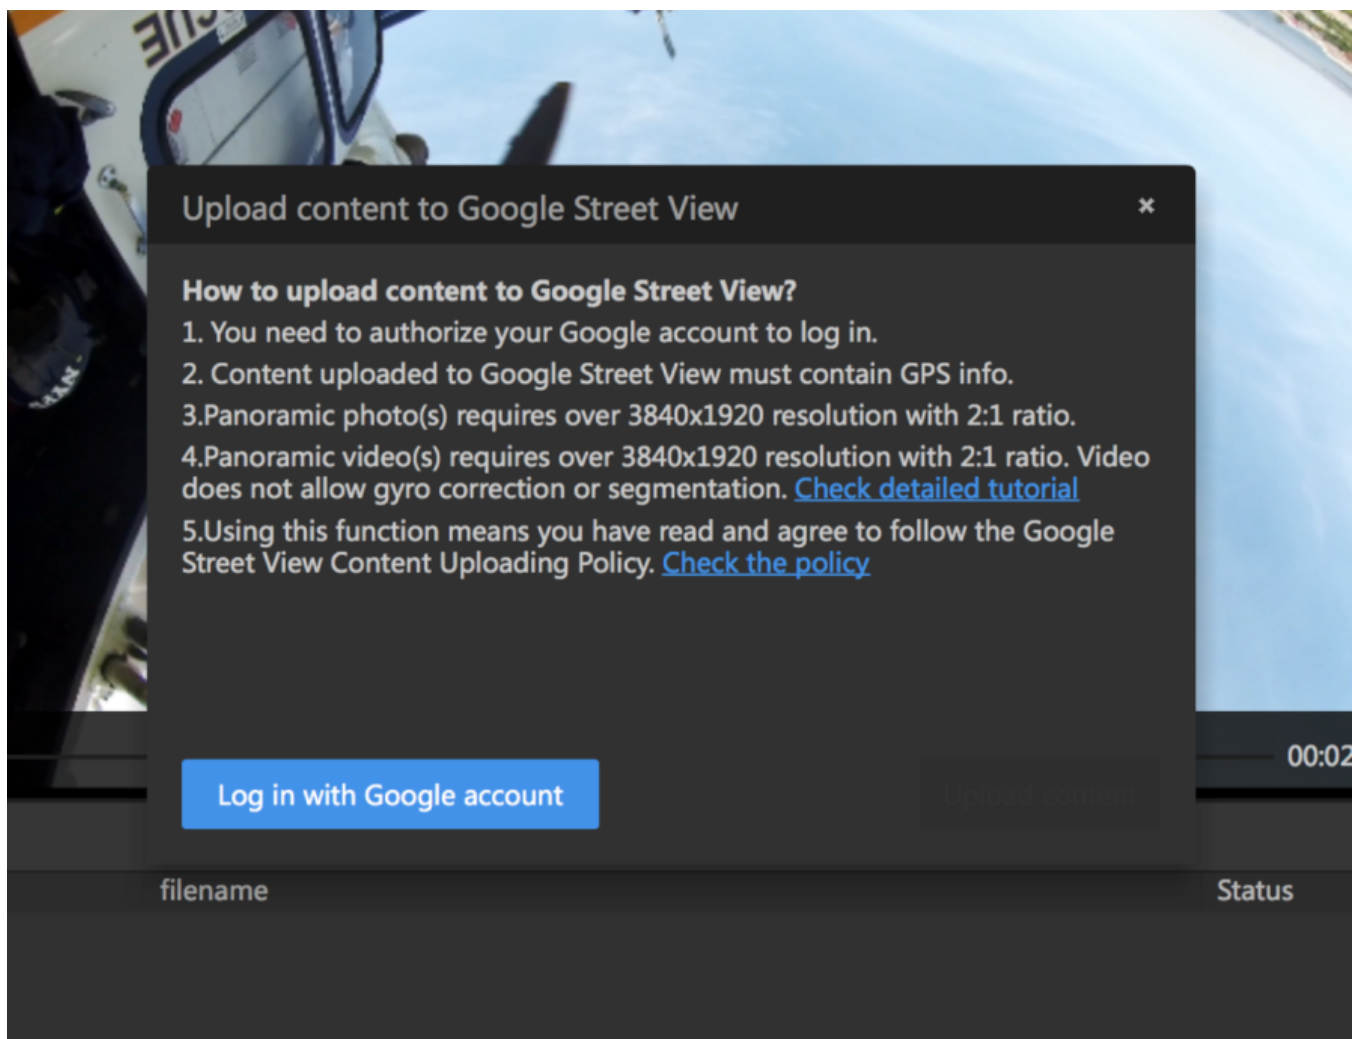 CUE
Upload content to Google Street View
How to upload content to Google Street View?
1. You need to authorize your Google account to log in.
2. Content uploaded to Google Street View must contain GPS info.
3.Panoramic photo(s) requires over 3840x1920 resolution with 2:1 ratio.
4.Panoramic video(s) requires over 3840x1920 resolution with 2:1 ratio. Video
does not allow gyro correction or segmentation. Check detailed tutorial
5.Using this function means you have read and agree to follow the Google
Street View Content Uploading Policy. Check the policy
00:02
Log in with Google account
Upload content
filename
Status